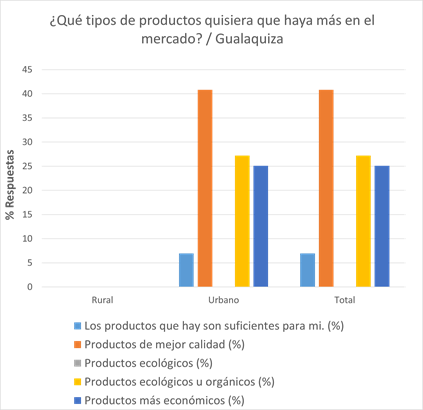 ¿Qué tipos de productos quisiera que haya más en el
mercado? / Gualaquiza
45
40
35
30
25
20
15
10
5
0
% Respuestas
Rural
Urbano
Total
Los productos que hay son suficientes para mi. (%)
Productos de mejor calidad (%)
Productos ecológicos (%)
Productos ecológicos u orgánicos (%)
Productos más económicos (%)